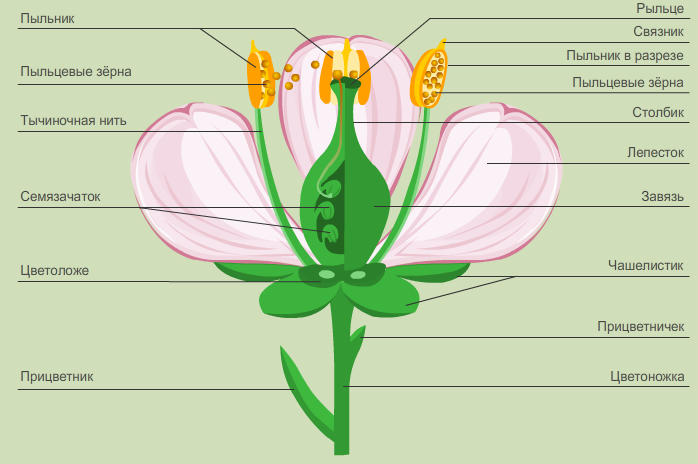 Пыльник
Пыльцевые зёрна
Тычиночная нить
Семязачаток
Цветоложе
Прицветник
Рыльце
Связник
Пыльник в разрезе
Пыльцевые зёрна
Столбик
Лепесток
Завязь
Чашелистик
Прицветничек
Цветоножка